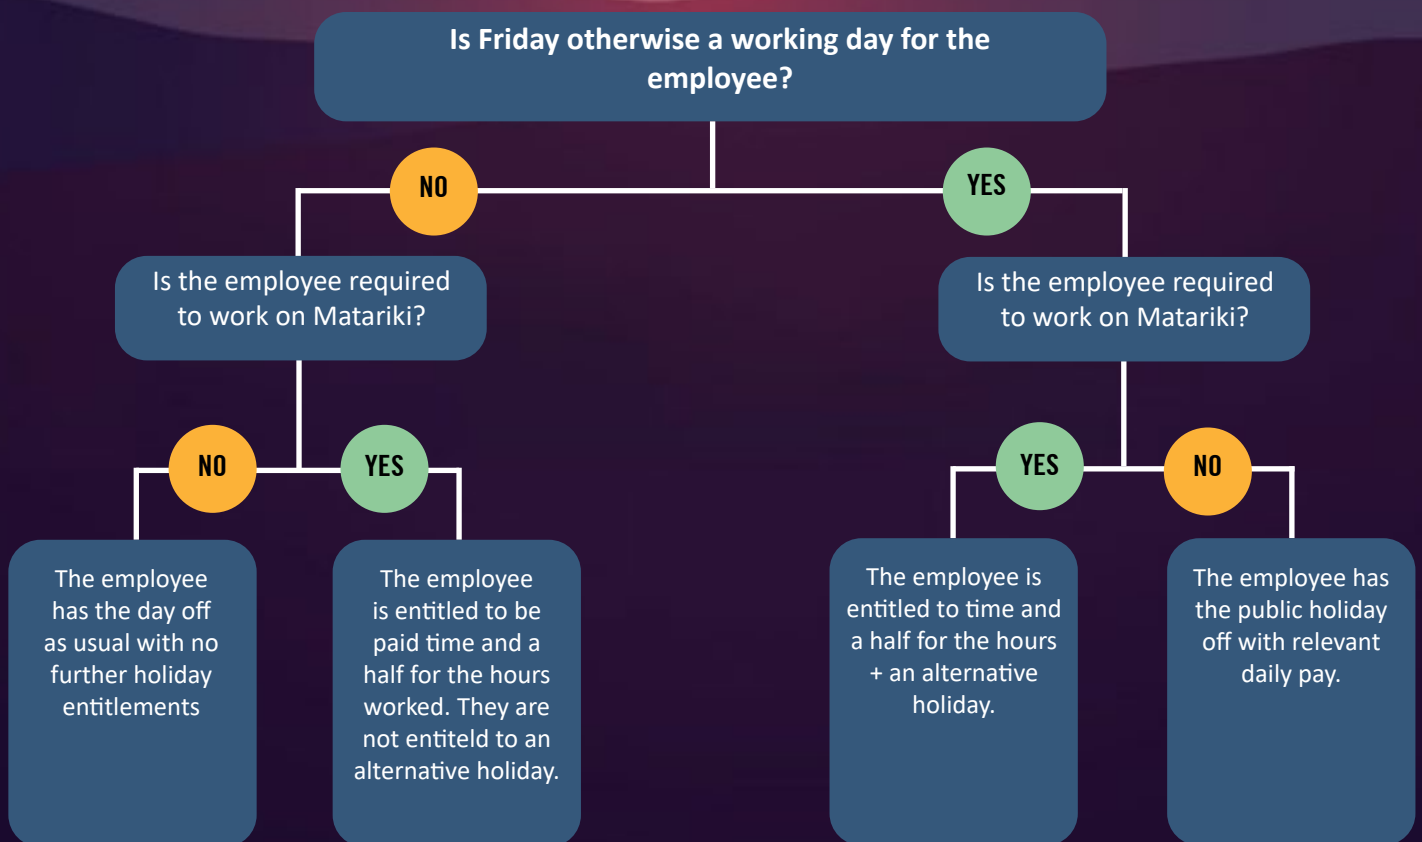 Is Friday otherwise a working day for the
employee?
NO
YES
Is the employee required
to work on Matariki?
Is the employee required
to work on Matariki?
NO
YES
YES
NO
The employee
has the day off
as usual with no
further holiday
entitlements
The employee
is entitled to be
paid time and a
half for the hours
worked. They are
not entiteld to an
alternative holiday.
The employee is
entitled to time and
a half for the hours
+ an alternative
holiday.
The employee has
the public holiday
off with relevant
daily pay.